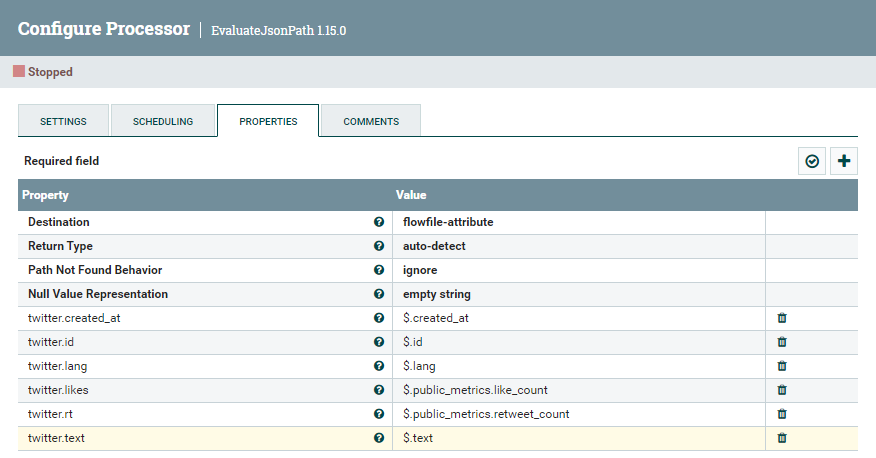 Configure Processor | EvaluateJsonPath 1.15.0
Stopped
SETTINGS SCHEDULING PROPERTIES COMMENTS
Required field
Property Value
Destination flowfile-attribute
Return Type auto-detect
Path Not Found Behavior ignore
Null Value Representation empty string
twitter.created_at $.created_at
twitter.id $.id
twitter.lang $.lang
twitter.likes $.public_metrics.like_count
twitter.rt $.public_metrics.retweet_count
twitter.text $.text